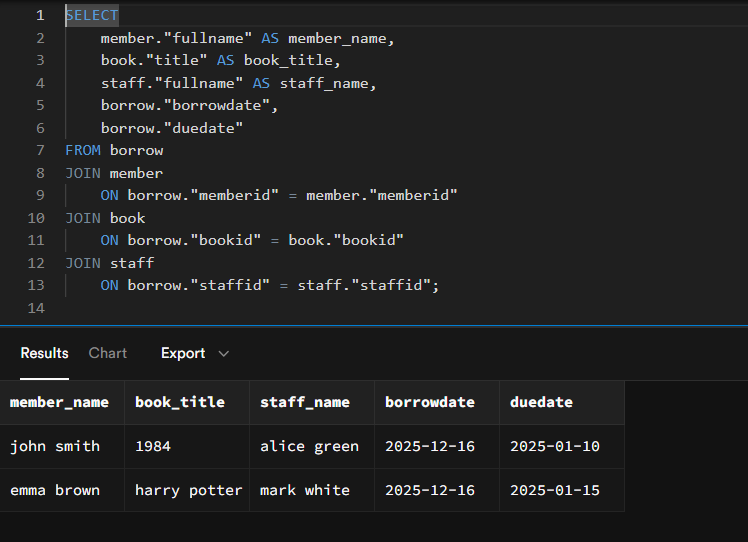 1 SELECT
2 member."fullname" AS member_name,
3 book."title" AS book_title,
4 staff."fullname" AS staff_name,
5 borrow."borrowdate",
6 borrow."duedate"
7 FROM borrow
8 JOIN member
9 ON borrow."memberid" = member."memberid"
10 JOIN book
11 ON borrow."bookid" = book."bookid"
12 JOIN staff
13 ON borrow."staffid" = staff."staffid";
14
Results Chart Export
member_name book_title staff_name borrowdate duedate
john smith 1984 alice green 2025-12-16 2025-01-10
emma brown harry potter mark white 2025-12-16 2025-01-15